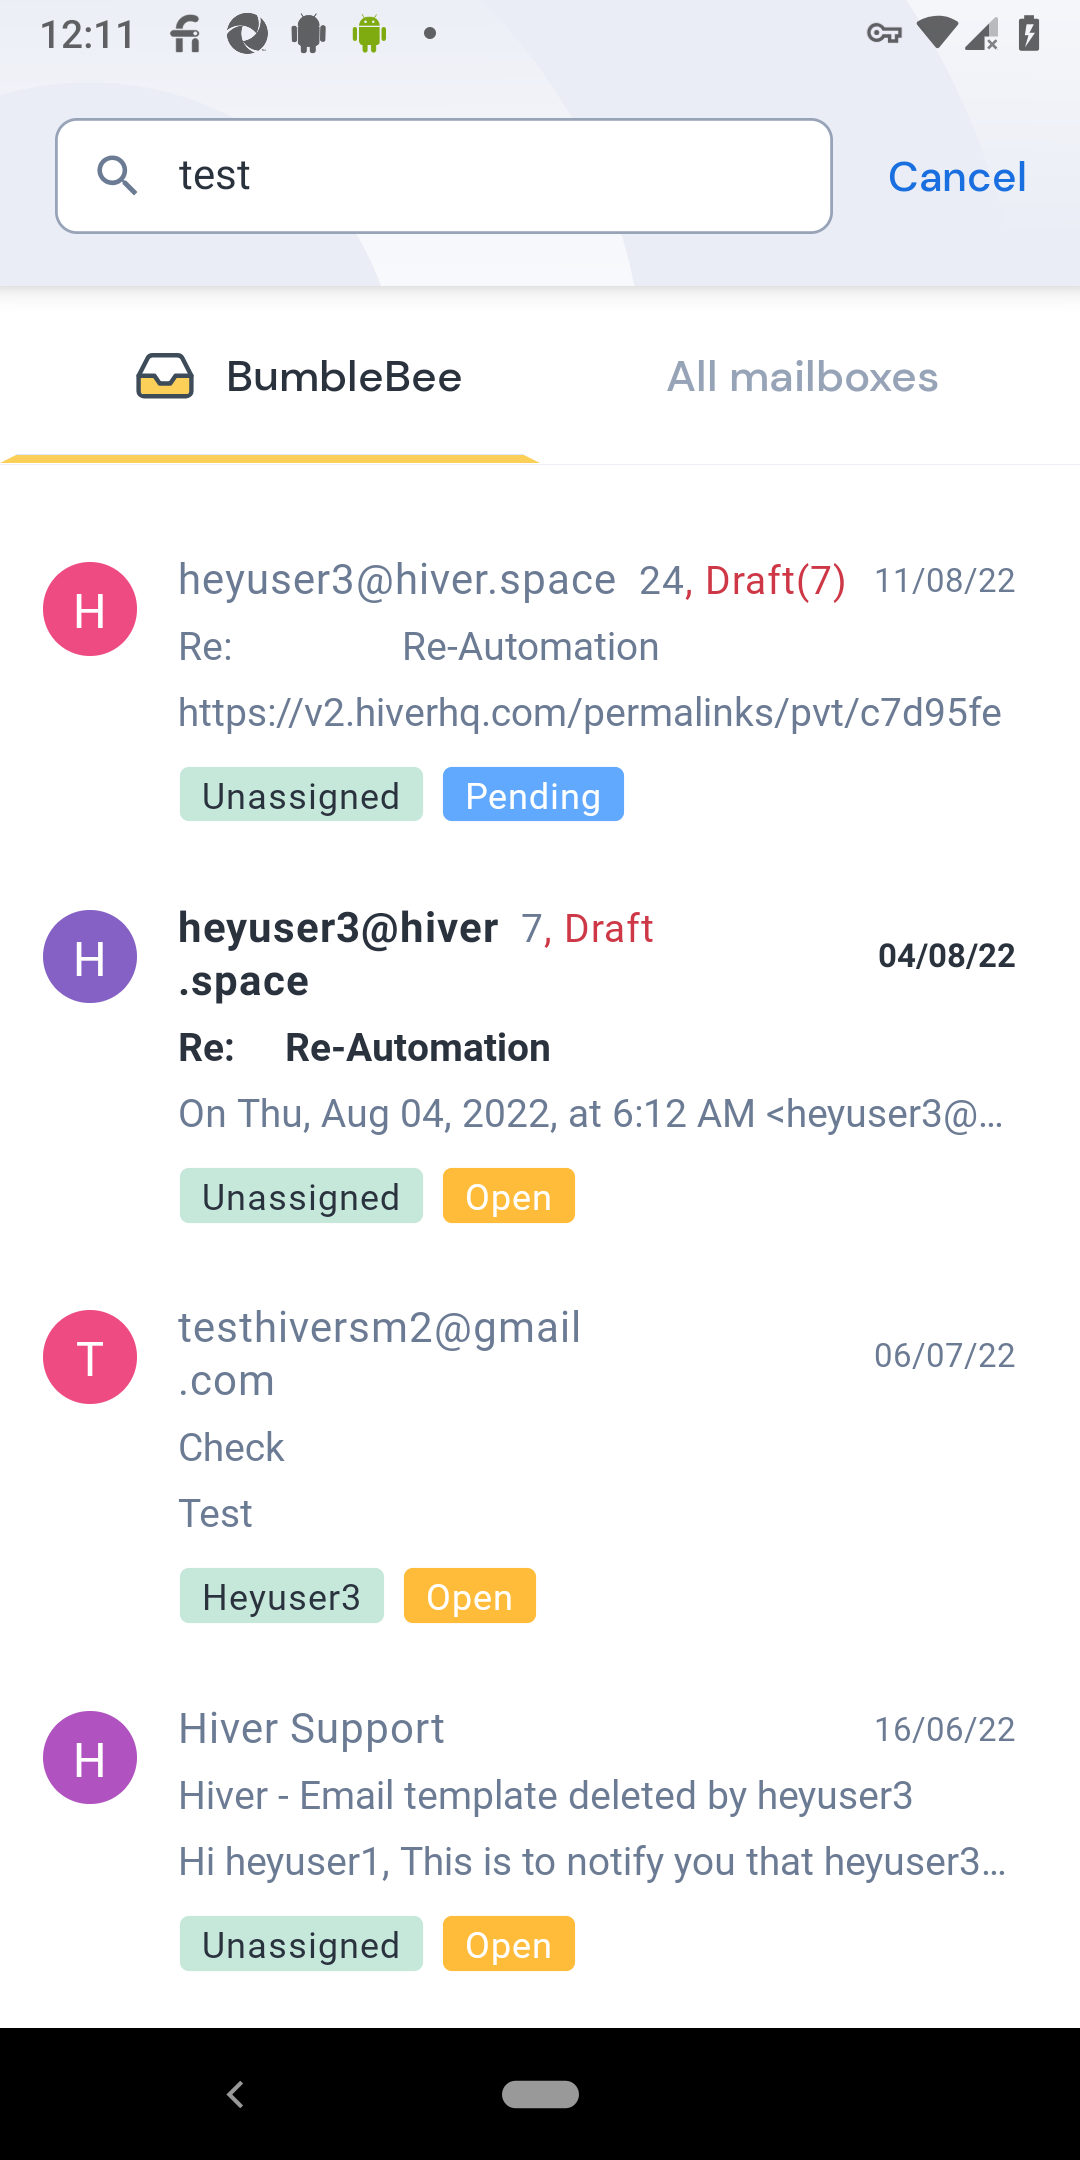 12:11
test
Cancel
BumbleBee
All mailboxes
H
heyuser3@hiver.space 24, Draft(7) 11/08/22
Re: Re-Automation
https://v2.hiverhq.com/permalinks/pvt/c7d95fe
Unassigned Pending
H
heyuser3@hiver 7, Draft
.space
04/08/22
Re: Re-Automation
On Thu, Aug 04, 2022, at 6:12 AM <heyuser3@...
Unassigned Open
T
testhiversm2@gmail
.com
06/07/22
Check
Test
Heyuser3 Open
H
Hiver Support 16/06/22
Hiver - Email template deleted by heyuser3
Hi heyuser1, This is to notify you that heyuser3...
Unassigned Open